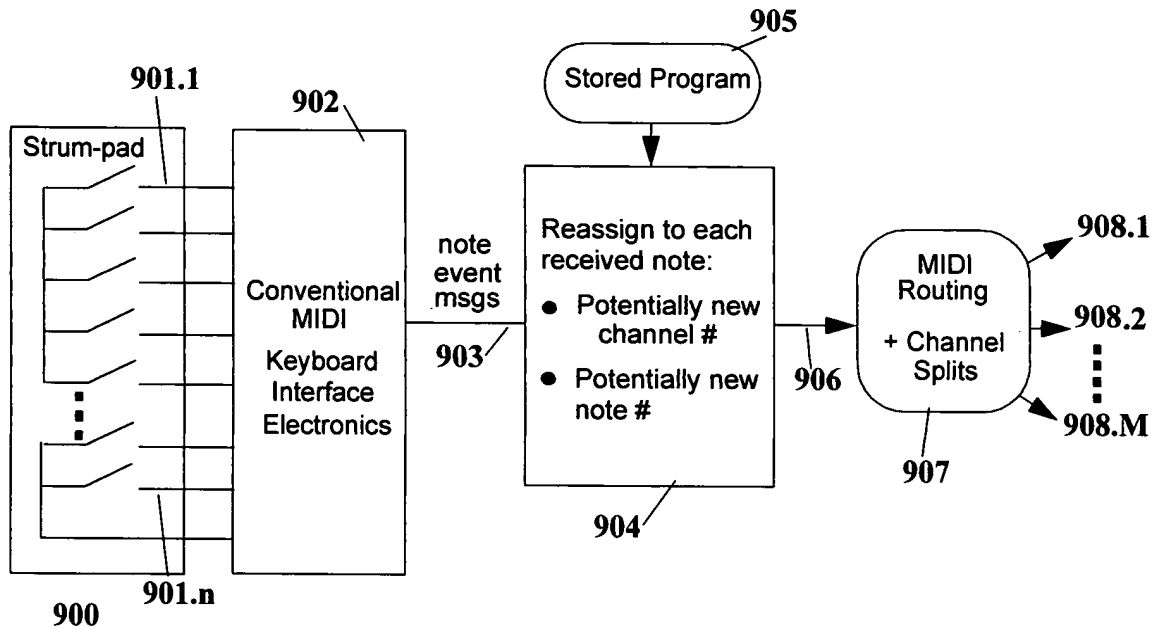 905
Stored Program
901.1
902
Strum-pad
Conventional
MIDI
Keyboard
Interface
Electronics
note
event
msgs
903
Reassign to each
received note:
● Potentially new
channel #
● Potentially new
note #
904
906
MIDI
Routing
+ Channel
Splits
907
908.1
908.2
908.M
901.n
900